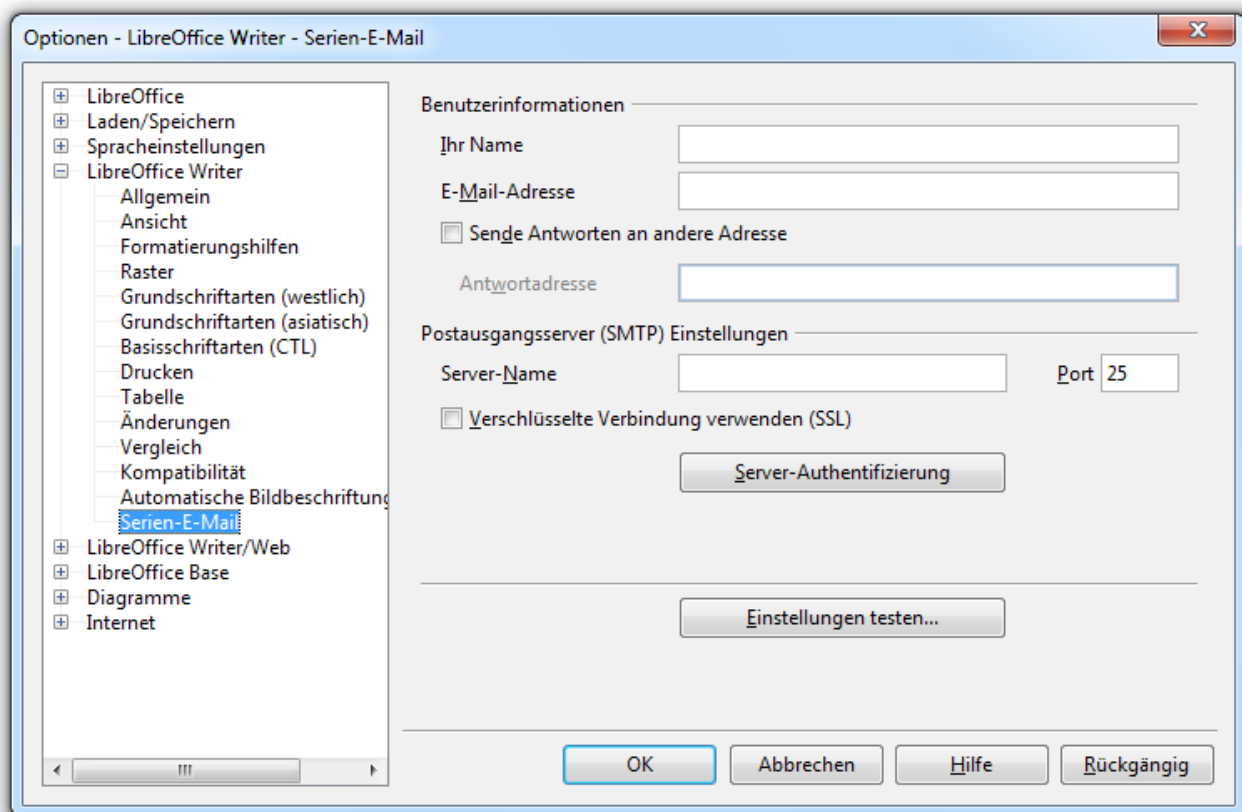 Optionen - LibreOffice Writer - Serien-E-Mail
LibreOffice
Laden/Speichern
Spracheinstellungen
LibreOffice Writer
Allgemein
Ansicht
Formatierungshilfen
Raster
Grundschriftarten (westlich)
Grundschriftarten (asiatisch)
Basisschriftarten (CTL)
Drucken
Tabelle
Änderungen
Vergleich
Kompatibilität
Automatische Bildbeschriftung
Serien-E-Mail
LibreOffice Writer/Web
LibreOffice Base
Diagramme
Internet
Benutzerinformationen
Ihr Name
E-Mail-Adresse
Sende Antworten an andere Adresse
Antwortadresse
Postausgangsserver (SMTP) Einstellungen
Server-Name
Port 25
Verschlüsselte Verbindung verwenden (SSL)
Server-Authentifizierung
Einstellungen testen...
OK Abbrechen Hilfe Rückgängig